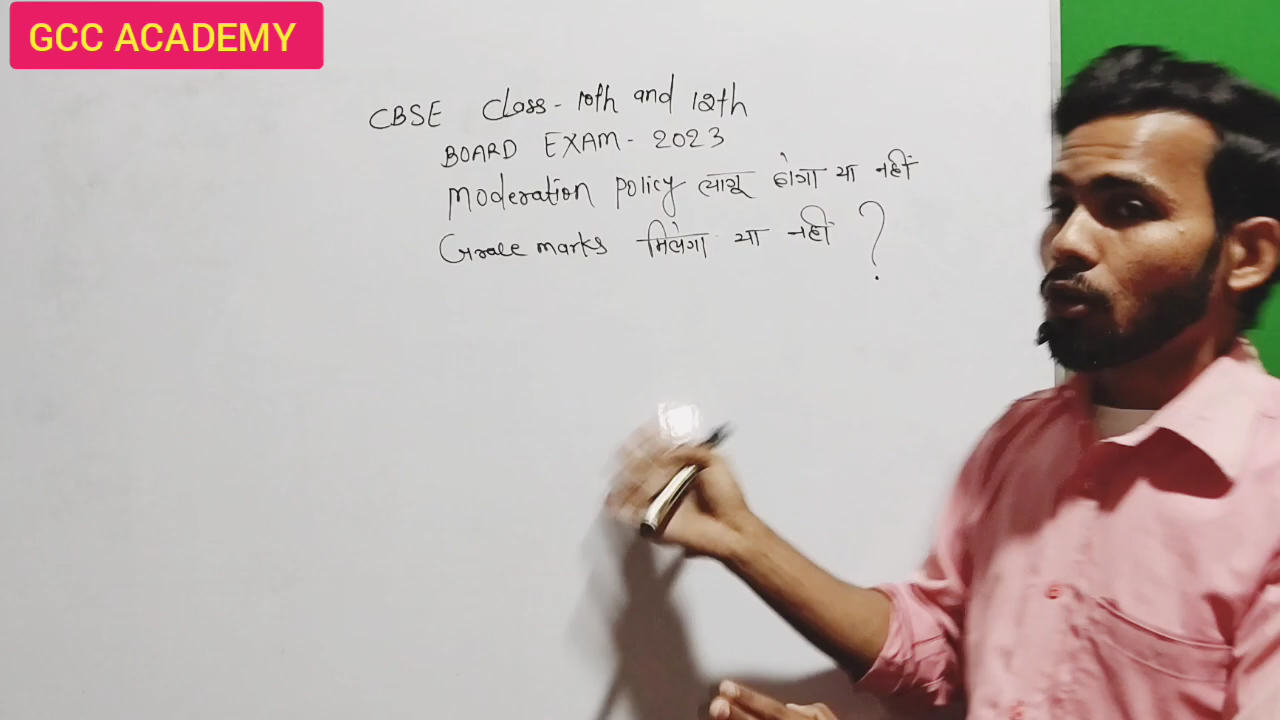 GCC ACADEMY
CBSE Class - 10th and 12th
BOARD EXAM - 2023
Moderation policy लागू होगा या नहीं
Grace marks मिलेगा या नहीं ?